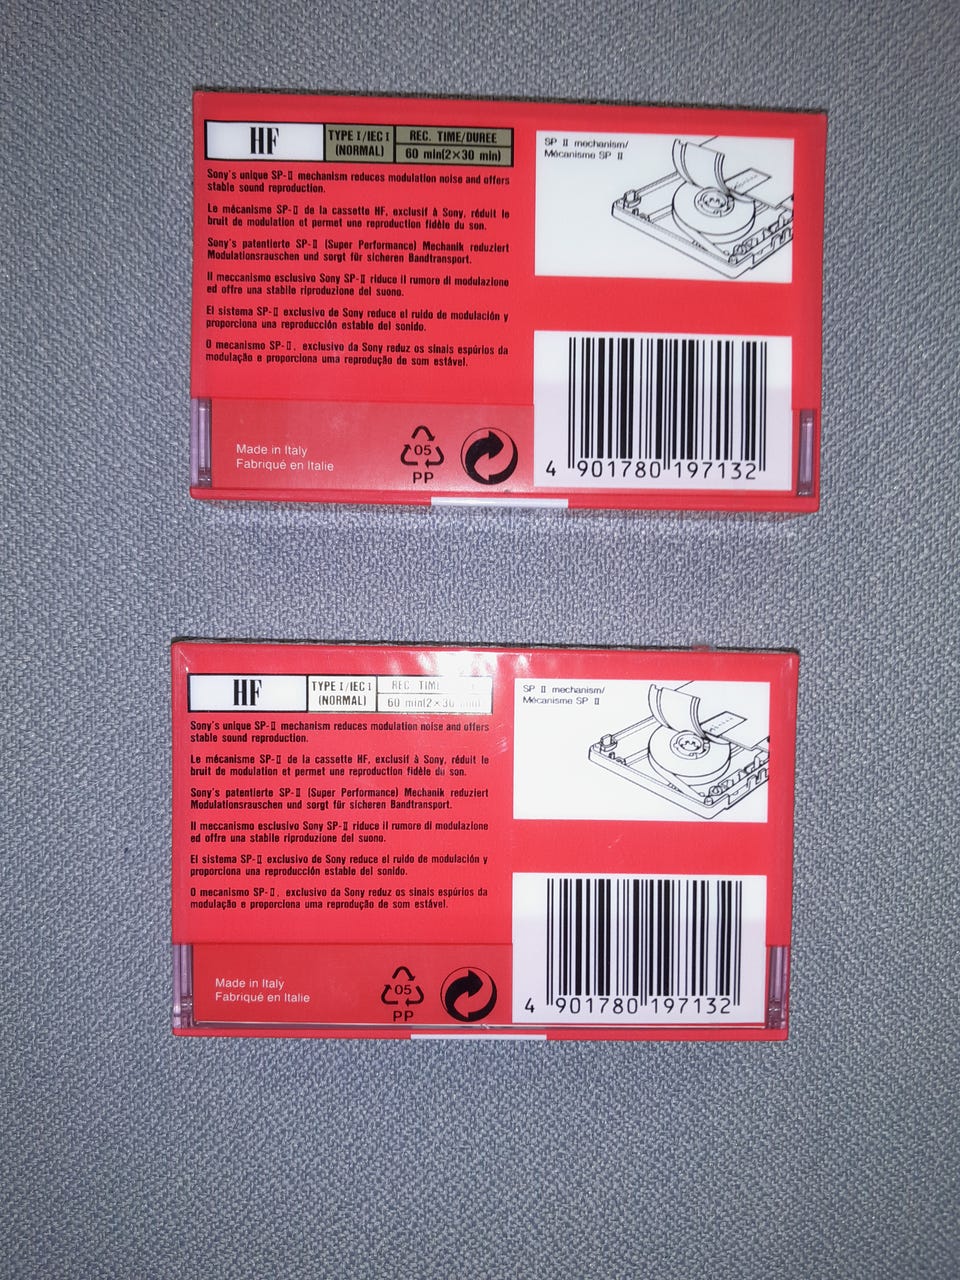 HF
TYPE I/IEC I
(NORMAL)
REC. TIME/DUREE
60 min(2×30 min)
Sony's unique SP-II mechanism reduces modulation noise and offers
stable sound reproduction.
Le mécanisme SP-II de la cassette HF, exclusif à Sony, réduit le
bruit de modulation et permet une reproduction fidèle du son.
Sony's patentierte SP-II (Super Performance) Mechanik reduziert
Modulationsrauschen und sorgt für sicheren Bandtransport.
Il meccanismo esclusivo Sony SP-II riduce il rumore di modulazione
ed offre una stabile riproduzione del suono.
El sistema SP-II exclusivo de Sony reduce el ruido de modulación y
proporciona una reproducción estable del sonido.
O mecanismo SP-II, exclusivo da Sony reduz os sinais espúrios da
modulação e proporciona uma reprodução de som estável.
SP II mechanism/
Mécanisme SP II
Made in Italy
Fabriqué en Italie
05
PP
4 901780 197132
HF
TYPE I/IEC I
(NORMAL)
REC. TIME
60 min(2×30 min)
Sony's unique SP-II mechanism reduces modulation noise and offers
stable sound reproduction.
Le mécanisme SP-II de la cassette HF, exclusif à Sony, réduit le
bruit de modulation et permet une reproduction fidèle du son.
Sony's patentierte SP-II (Super Performance) Mechanik reduziert
Modulationsrauschen und sorgt für sicheren Bandtransport.
Il meccanismo esclusivo Sony SP-II riduce il rumore di modulazione
ed offre una stabile riproduzione del suono.
El sistema SP-II exclusivo de Sony reduce el ruido de modulación y
proporciona una reproducción estable del sonido.
O mecanismo SP-II, exclusivo da Sony reduz os sinais espúrios da
modulação e proporciona uma reprodução de som estável.
SP II mechanism/
Mécanisme SP II
Made in Italy
Fabriqué en Italie
05
PP
4 901780 197132